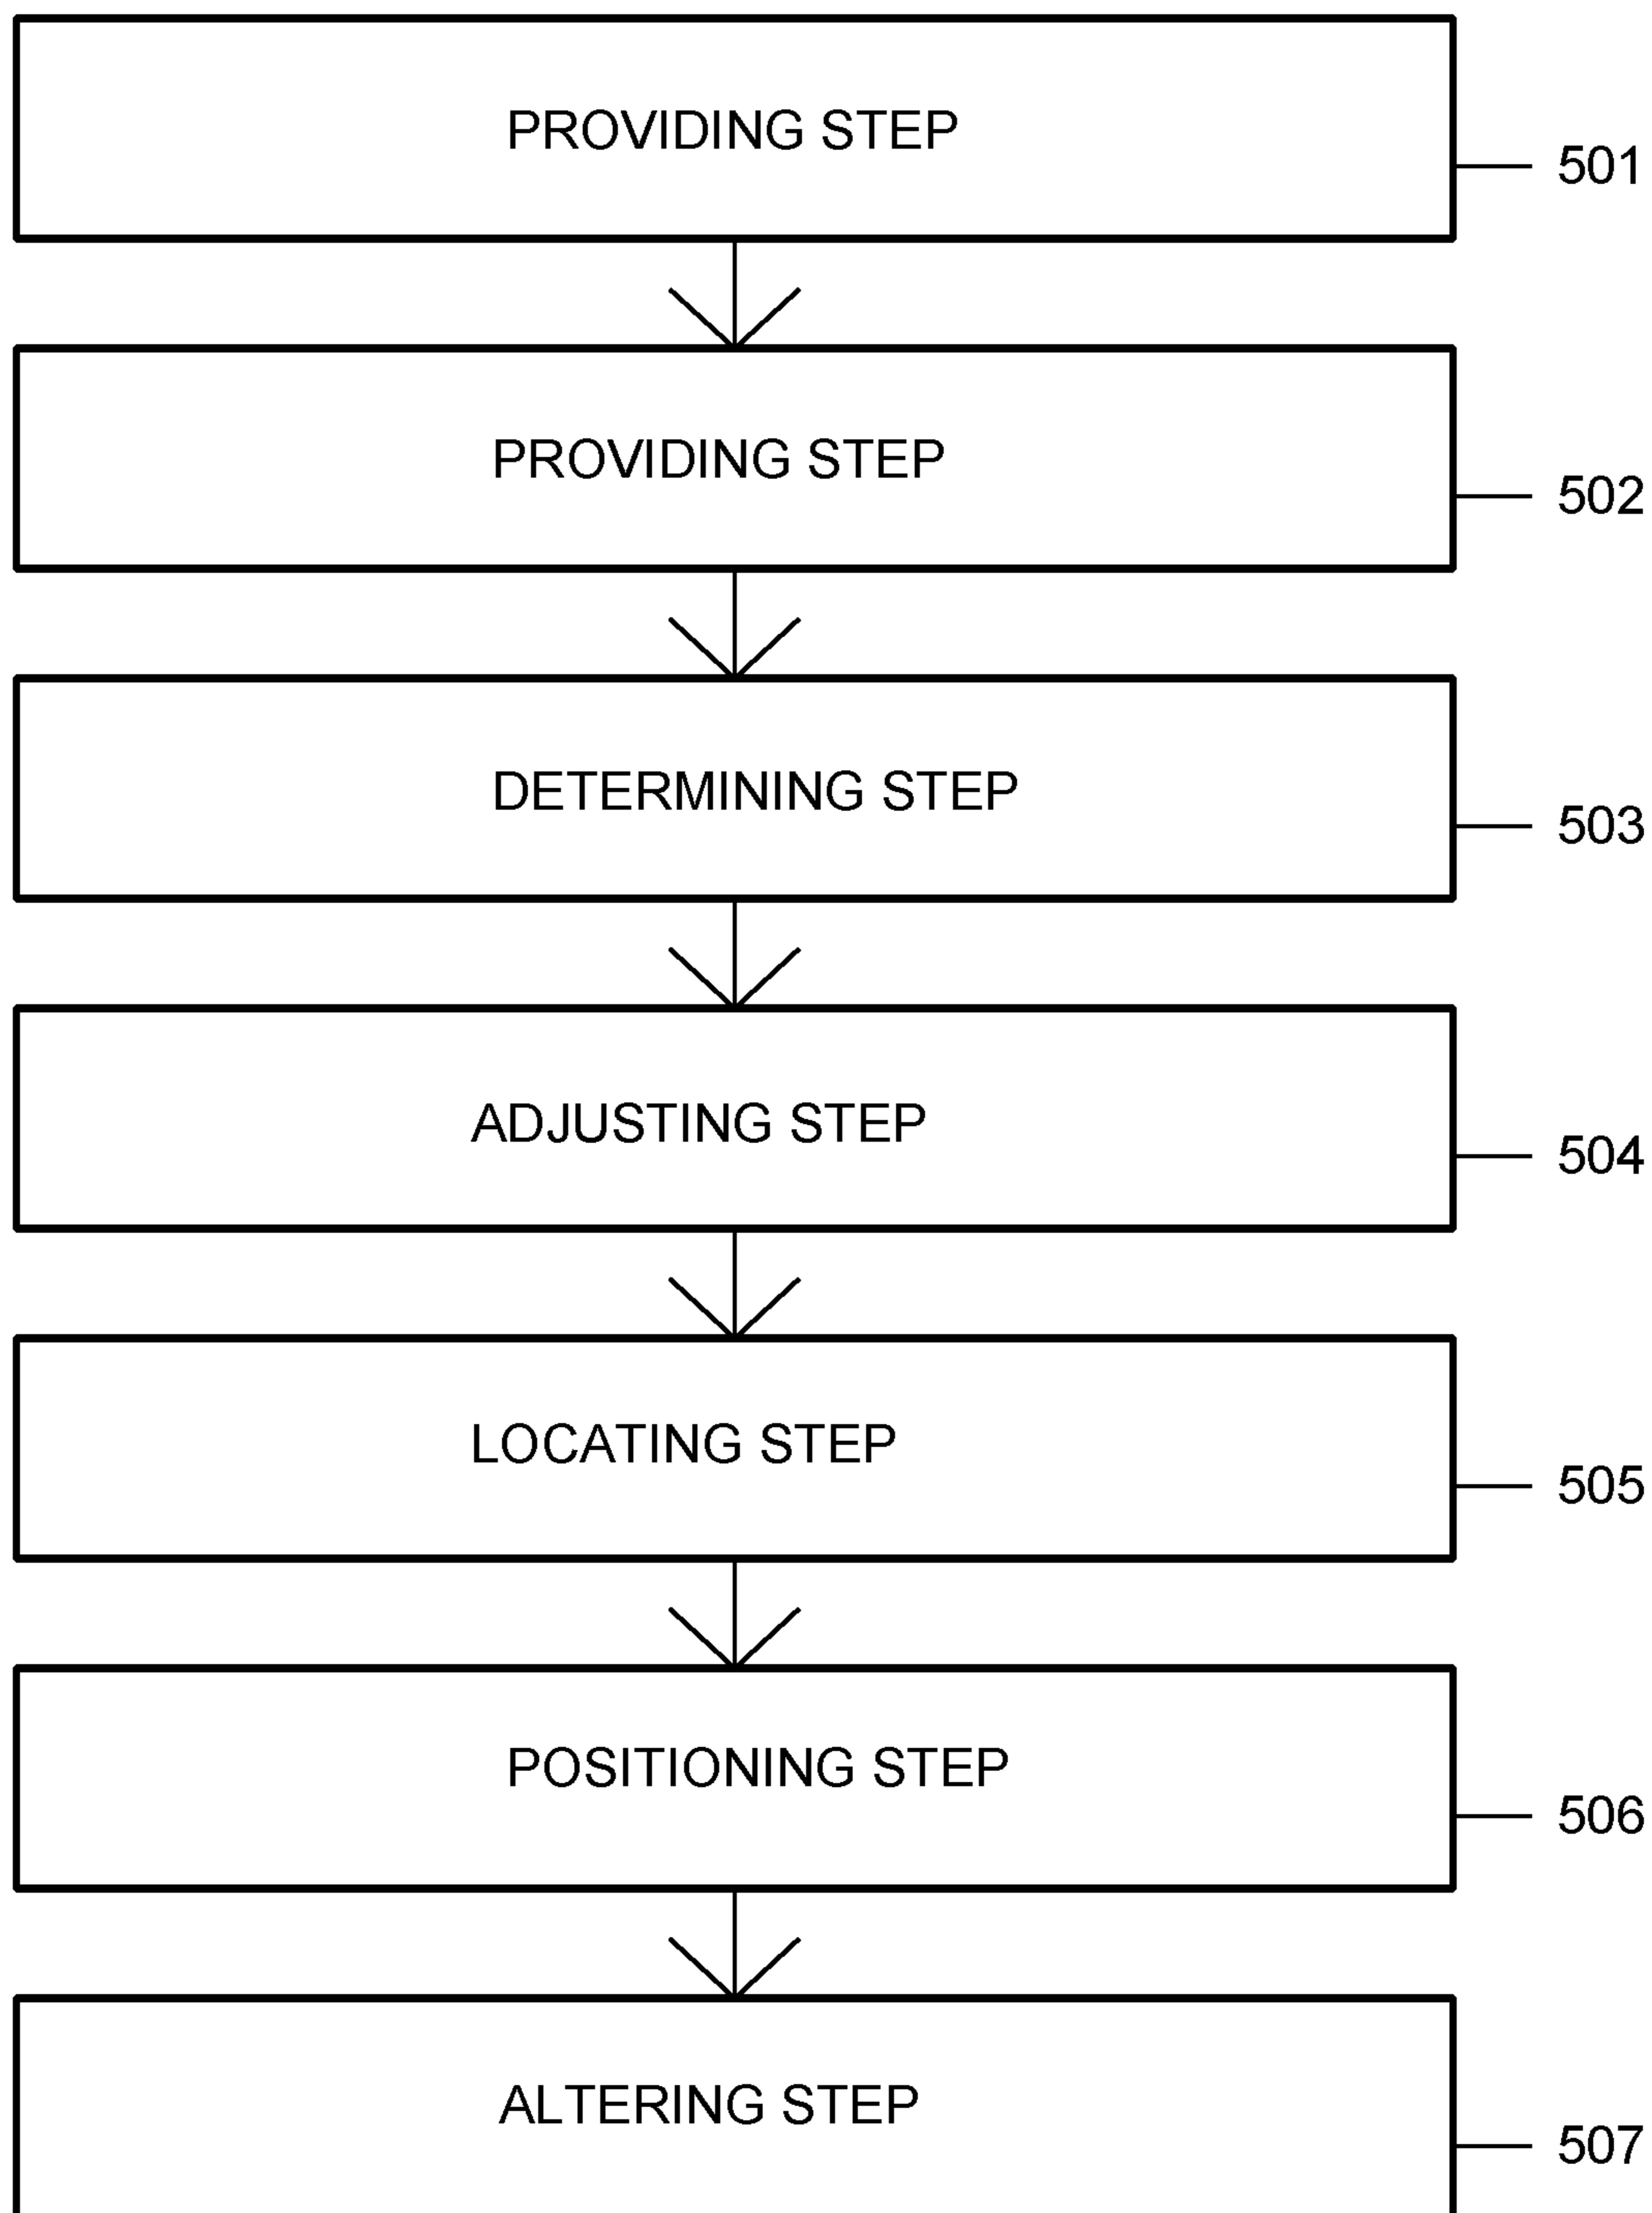 PROVIDING STEP
501
PROVIDING STEP
502
DETERMINING STEP
503
ADJUSTING STEP
504
LOCATING STEP
505
POSITIONING STEP
506
ALTERING STEP
507